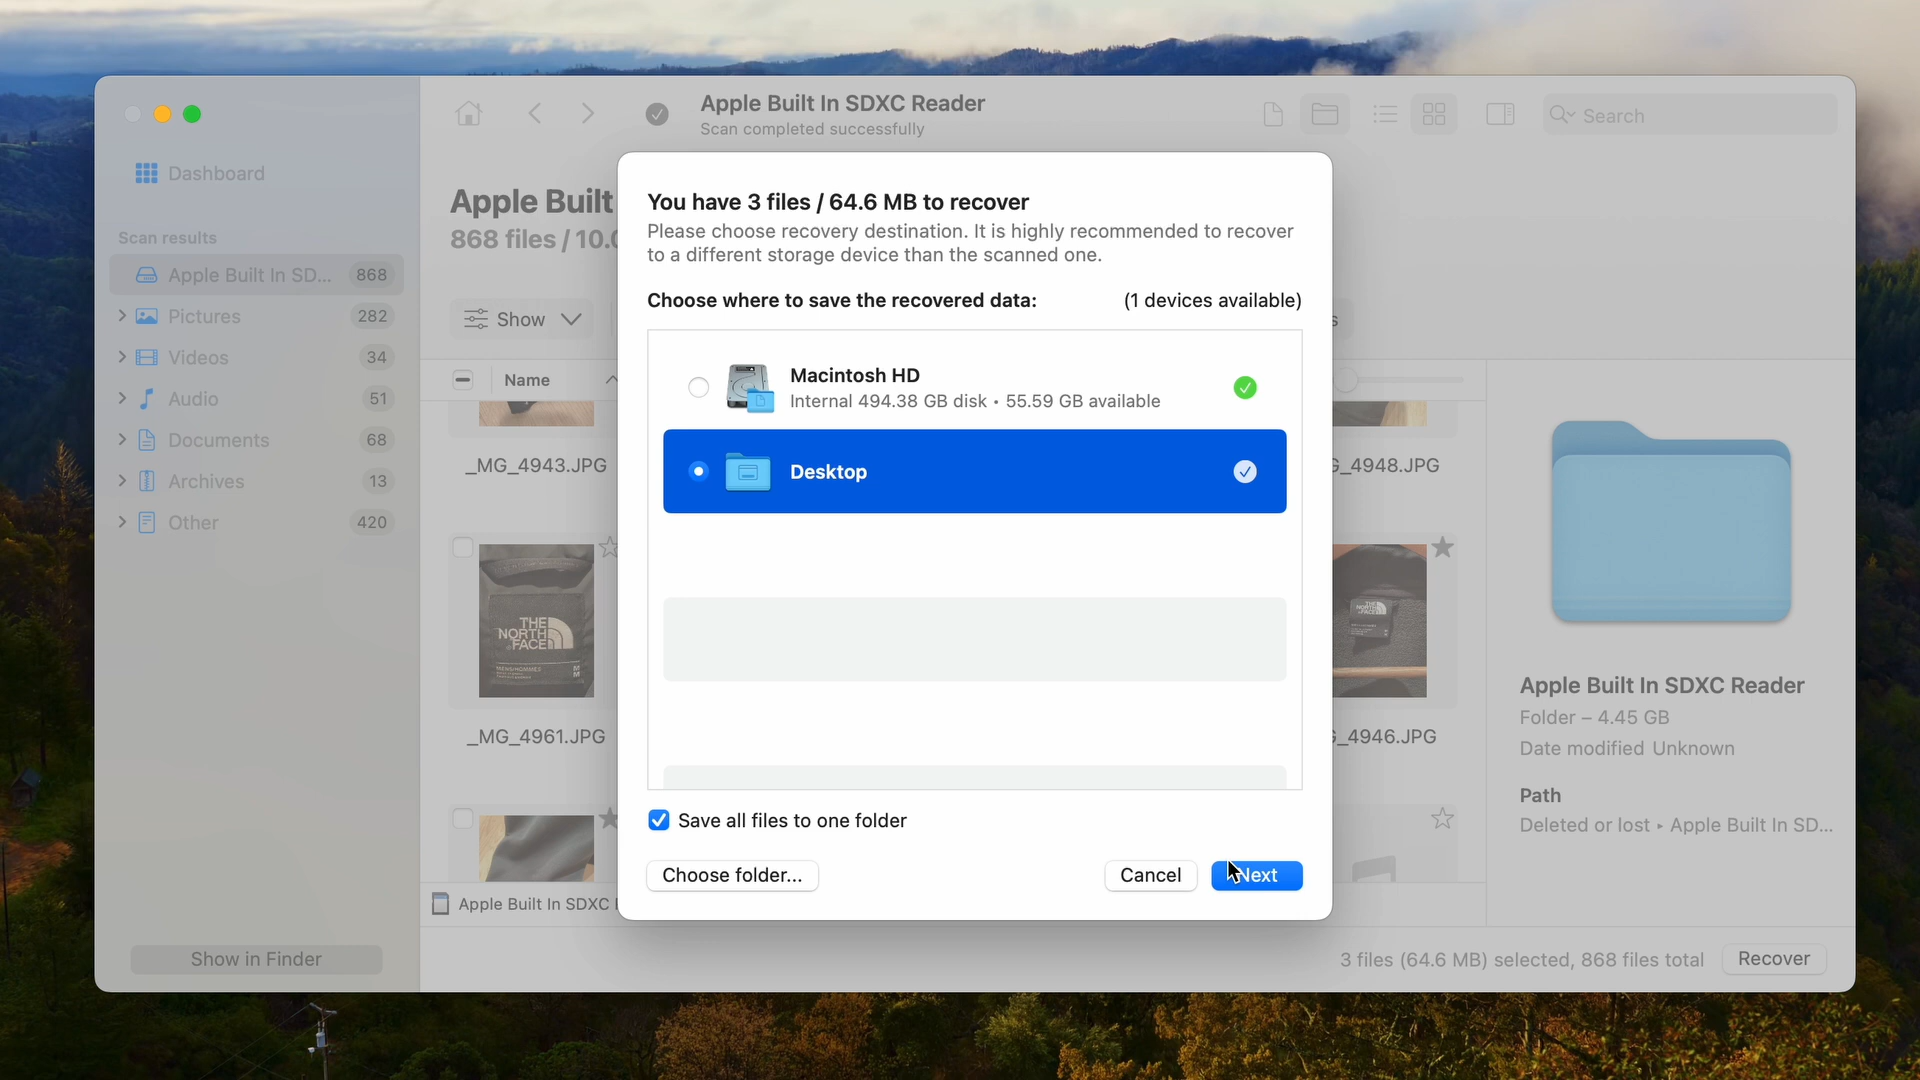 Apple Built In SDXC Reader
Scan completed successfully
Search
Dashboard
Scan results
Apple Built In SD... 868
Pictures 282
Videos 34
Audio 51
Documents 68
Archives 13
Other 420
Show in Finder
Apple Built
868 files / 10.
Show
Name
_MG_4943.JPG
_4948.JPG
THE
NORTH
FACE
_MG_4961.JPG
_4946.JPG
Apple Built In SDXC
You have 3 files / 64.6 MB to recover
Please choose recovery destination. It is highly recommended to recover
to a different storage device than the scanned one.
Choose where to save the recovered data: (1 devices available)
Macintosh HD
Internal 494.38 GB disk • 55.59 GB available
Desktop
Save all files to one folder
Choose folder...
Cancel
Next
Apple Built In SDXC Reader
Folder – 4.45 GB
Date modified Unknown
Path
Deleted or lost ▸ Apple Built In SD...
3 files (64.6 MB) selected, 868 files total
Recover